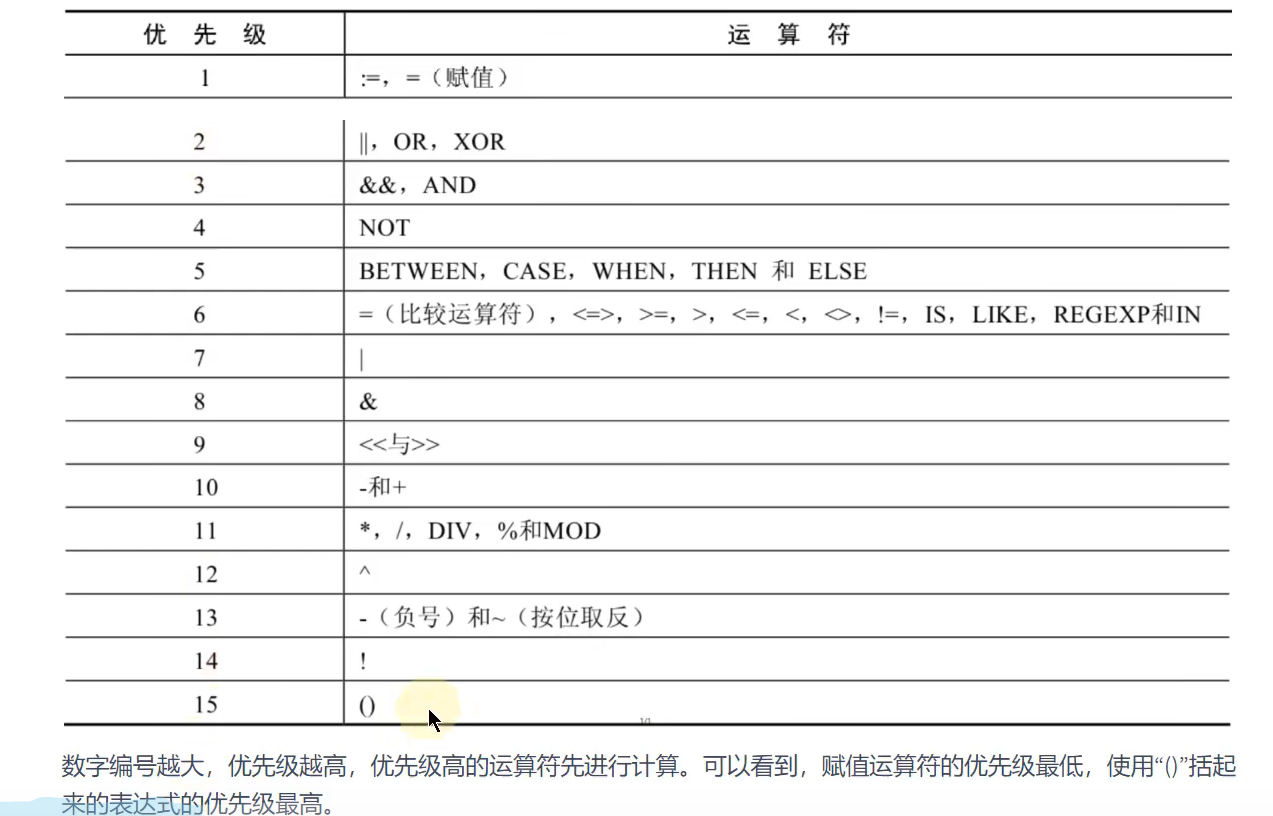 优 先 级 运 算 符
1 :=，=（赋值）
2 ||，OR，XOR
3 &&，AND
4 NOT
5 BETWEEN，CASE，WHEN，THEN 和 ELSE
6 =（比较运算符），<=>，>=，>，<=，<，<>，!=，IS，LIKE，REGEXP和IN
7 |
8 &
9 <<与>>
10 -和+
11 *，/，DIV，%和MOD
12 ^
13 -（负号）和~（按位取反）
14 !
15 ()
数字编号越大，优先级越高，优先级高的运算符先进行计算。可以看到，赋值运算符的优先级最低，使用“()”括起
来的表达式的优先级最高。